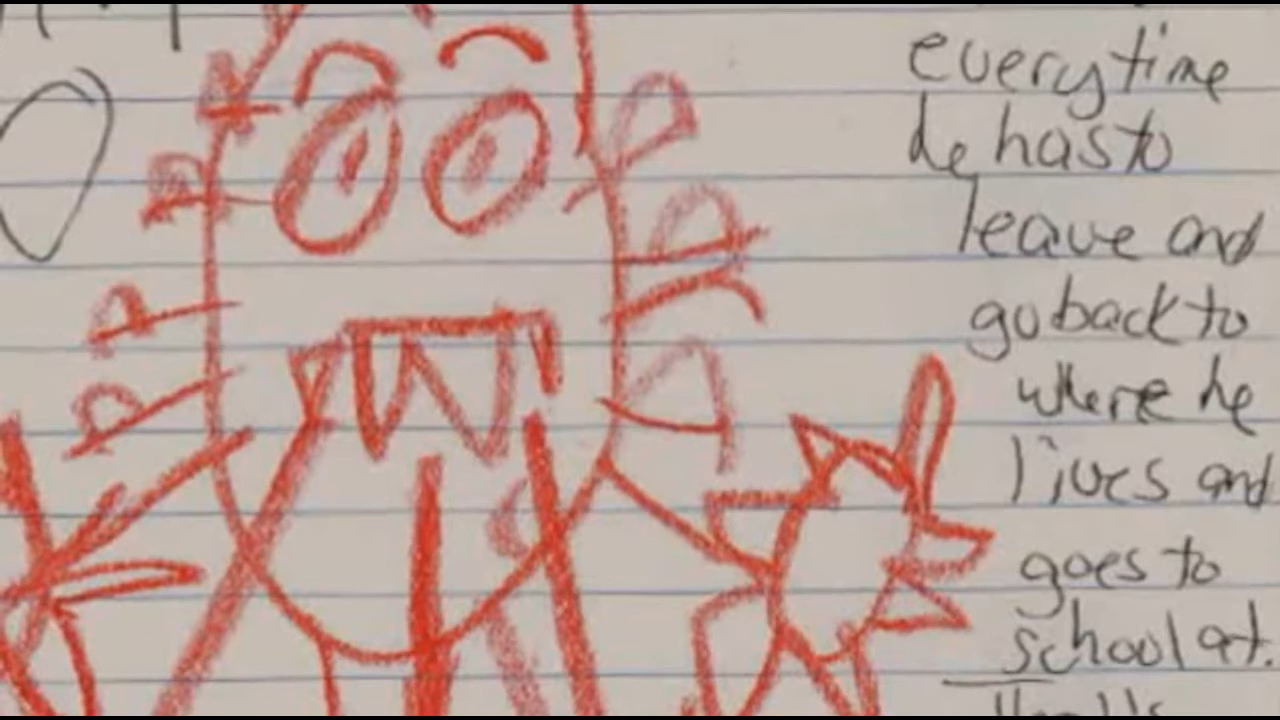 everytime
he has to
leave and
go back to
where he
lives and
goes to
school at.